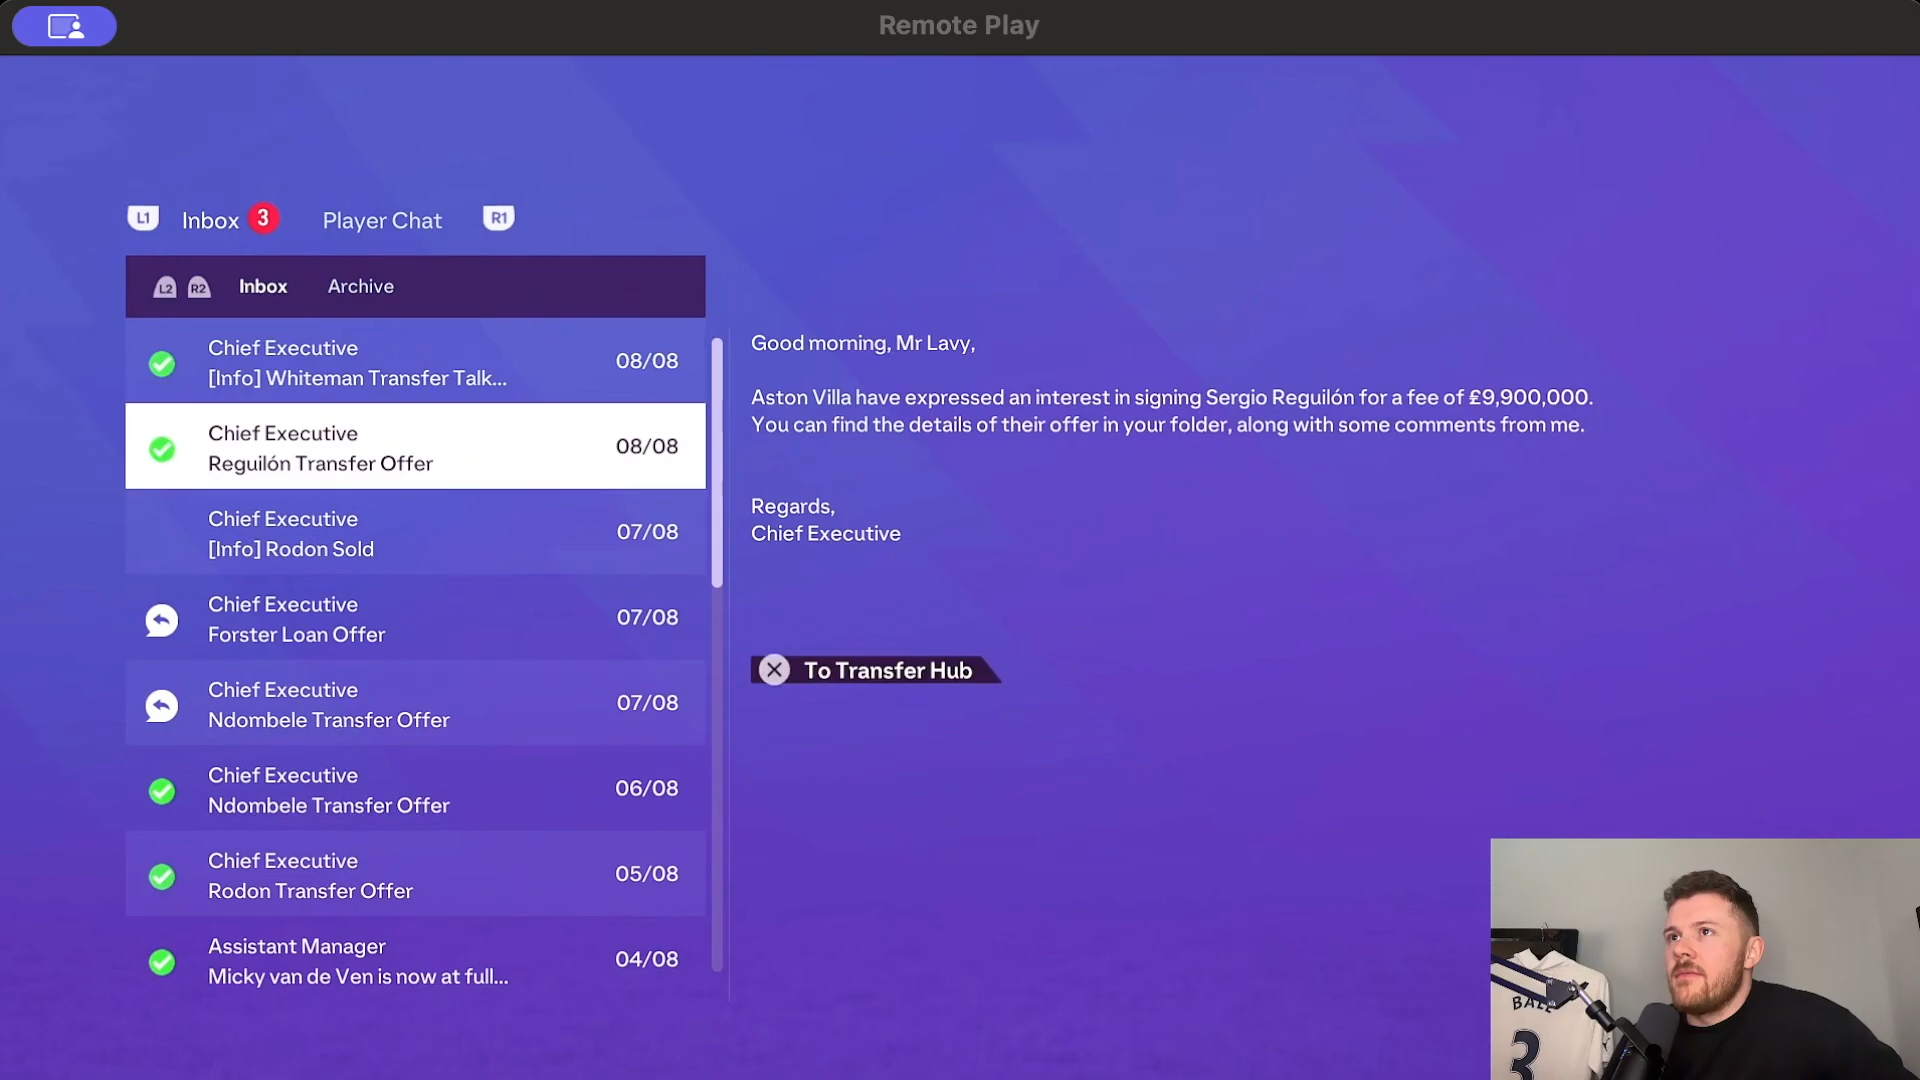 Remote Play
L1 Inbox 3 Player Chat R1
L2 R2 Inbox Archive
Chief Executive
[Info] Whiteman Transfer Talk...
08/08
Chief Executive
Reguilón Transfer Offer
08/08
Chief Executive
[Info] Rodon Sold
07/08
Chief Executive
Forster Loan Offer
07/08
Chief Executive
Ndombele Transfer Offer
07/08
Chief Executive
Ndombele Transfer Offer
06/08
Chief Executive
Rodon Transfer Offer
05/08
Assistant Manager
Micky van de Ven is now at full...
04/08
Good morning, Mr Lavy,
Aston Villa have expressed an interest in signing Sergio Reguilón for a fee of £9,900,000.
You can find the details of their offer in your folder, along with some comments from me.
Regards,
Chief Executive
To Transfer Hub
BALE
3